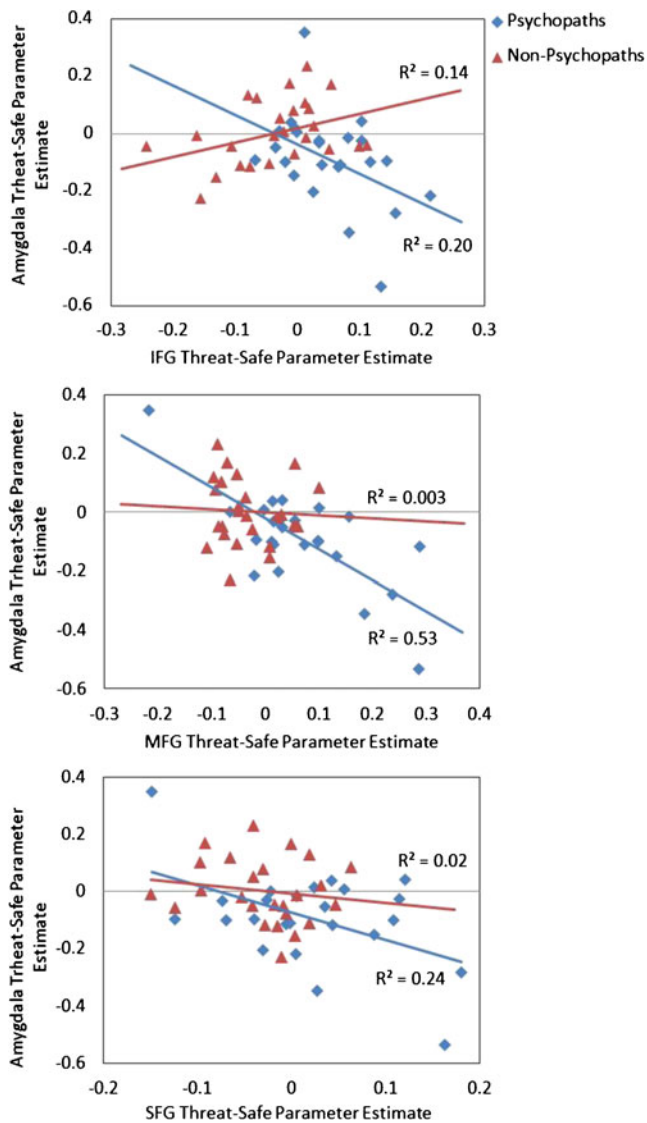 Psychopaths
Non-Psychopaths
Amygdala Trheat-Safe Parameter
Estimate
0.4
0.2
0
-0.2
-0.4
-0.6
R² = 0.14
R² = 0.20
-0.3 -0.2 -0.1 0 0.1 0.2 0.3
IFG Threat-Safe Parameter Estimate
Amygdala Trheat-Safe Parameter
Estimate
0.4
0.2
0
-0.2
-0.4
-0.6
R² = 0.003
R² = 0.53
-0.3 -0.2 -0.1 0 0.1 0.2 0.3 0.4
MFG Threat-Safe Parameter Estimate
Amygdala Trheat-Safe Parameter
Estimate
0.4
0.2
0
-0.2
-0.4
-0.6
R² = 0.02
R² = 0.24
-0.2 -0.1 0 0.1 0.2
SFG Threat-Safe Parameter Estimate